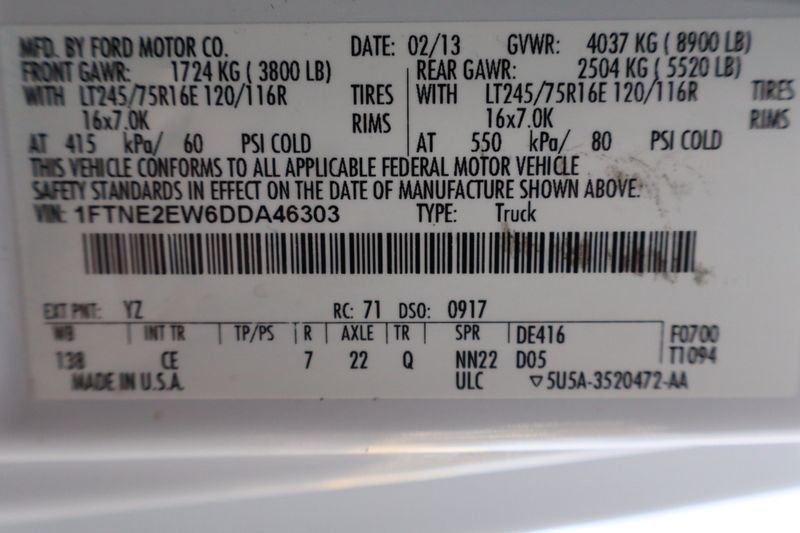 MFD. BY FORD MOTOR CO. DATE: 02/13 GVWR: 4037 KG ( 8900 LB)
FRONT GAWR: 1724 KG ( 3800 LB) REAR GAWR: 2504 KG ( 5520 LB)
WITH LT245/75R16E 120/116R TIRES WITH LT245/75R16E 120/116R TIRES
16x7.0K RIMS 16x7.0K RIMS
AT 415 kPa/ 60 PSI COLD AT 550 kPa/ 80 PSI COLD
THIS VEHICLE CONFORMS TO ALL APPLICABLE FEDERAL MOTOR VEHICLE
SAFETY STANDARDS IN EFFECT ON THE DATE OF MANUFACTURE SHOWN ABOVE.
VIN: 1FTNE2EW6DDA46303 TYPE: Truck
EXT PNT: YZ RC: 71 DSO: 0917
WB INT TR TP/PS R AXLE TR SPR DE416 F0700
138 CE 7 22 Q NN22 D05 T1094
MADE IN U.S.A. ULC ▽5U5A-3520472-AA